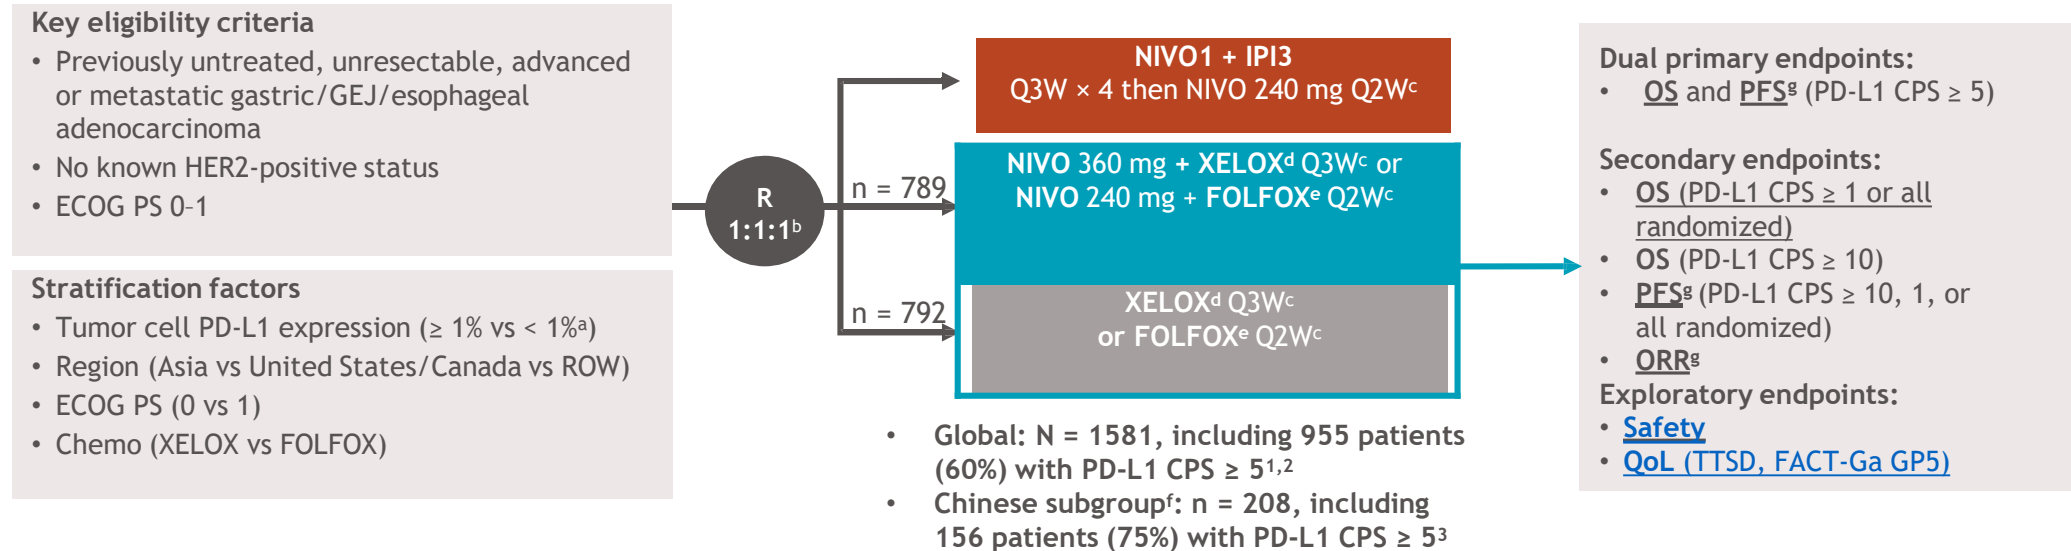 Key eligibility criteria
• Previously untreated, unresectable, advanced
or metastatic gastric/GEJ/esophageal
adenocarcinoma
• No known HER2-positive status
• ECOG PS 0–1
Stratification factors
• Tumor cell PD-L1 expression (≥ 1% vs < 1%ᵃ)
• Region (Asia vs United States/Canada vs ROW)
• ECOG PS (0 vs 1)
• Chemo (XELOX vs FOLFOX)
R
1:1:1ᵇ
n = 789
n = 792
NIVO1 + IPI3
Q3W × 4 then NIVO 240 mg Q2Wᶜ
NIVO 360 mg + XELOXᵈ Q3Wᶜ or
NIVO 240 mg + FOLFOXᵉ Q2Wᶜ
XELOXᵈ Q3Wᶜ
or FOLFOXᵉ Q2Wᶜ
• Global: N = 1581, including 955 patients
(60%) with PD-L1 CPS ≥ 5¹,²
• Chinese subgroupᶠ: n = 208, including
156 patients (75%) with PD-L1 CPS ≥ 5³
Dual primary endpoints:
• OS and PFSᵍ (PD-L1 CPS ≥ 5)
Secondary endpoints:
• OS (PD-L1 CPS ≥ 1 or all
randomized)
• OS (PD-L1 CPS ≥ 10)
• PFSᵍ (PD-L1 CPS ≥ 10, 1, or
all randomized)
• ORRᵍ
Exploratory endpoints:
• Safety
• QoL (TTSD, FACT-Ga GP5)